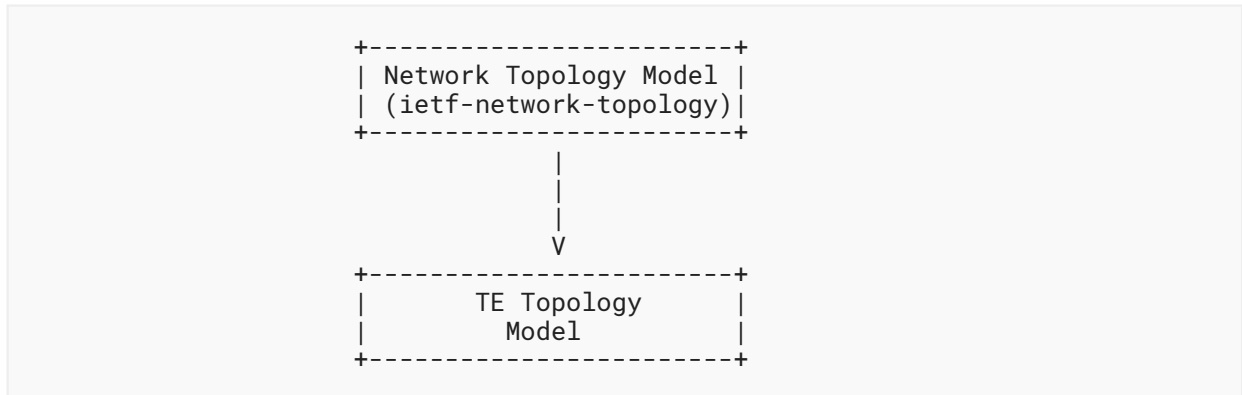 +------------------------+
| Network Topology Model |
| (ietf-network-topology)|
+------------------------+
|
|
|
V
+------------------------+
| TE Topology |
| Model |
+------------------------+